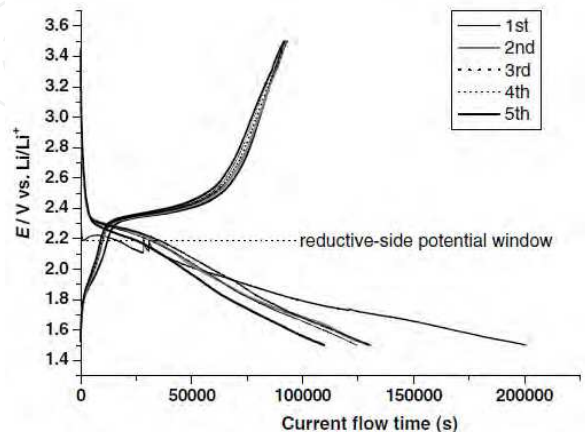 3.6
3.4
3.2
3.0
2.8
2.6
2.4
2.2
2.0
1.8
1.6
1.4
E / V vs. Li/Li⁺
1st
2nd
3rd
4th
5th
reductive-side potential window
0 50000 100000 150000 200000
Current flow time (s)